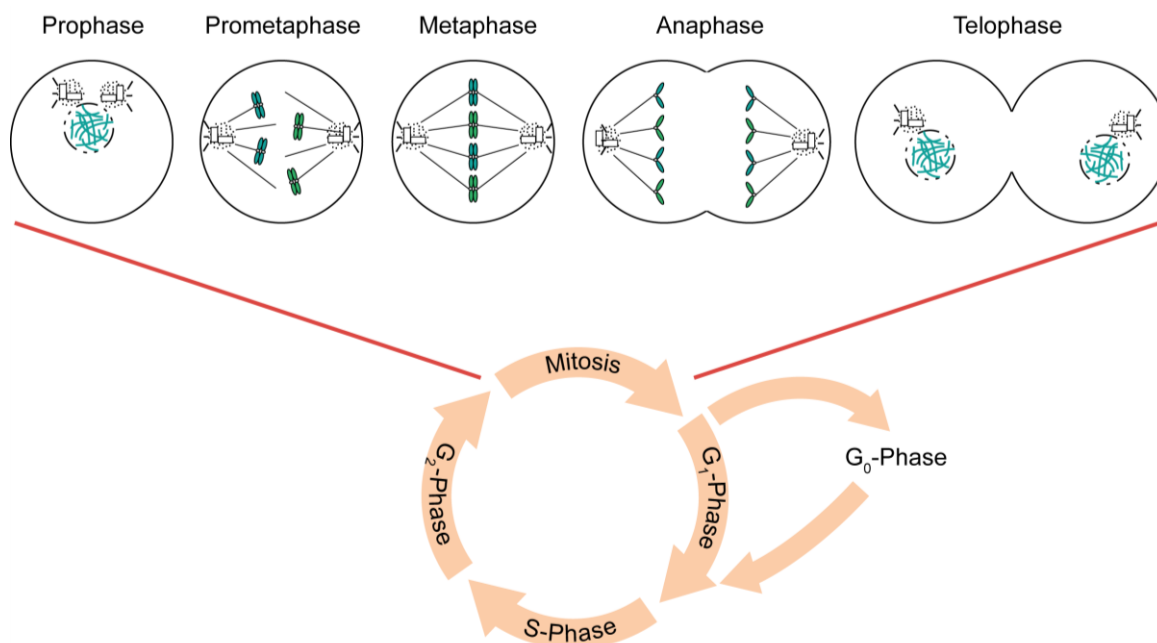 Prophase Prometaphase Metaphase Anaphase Telophase
Mitosis
G₂-Phase
G₁-Phase
G₀-Phase
S-Phase